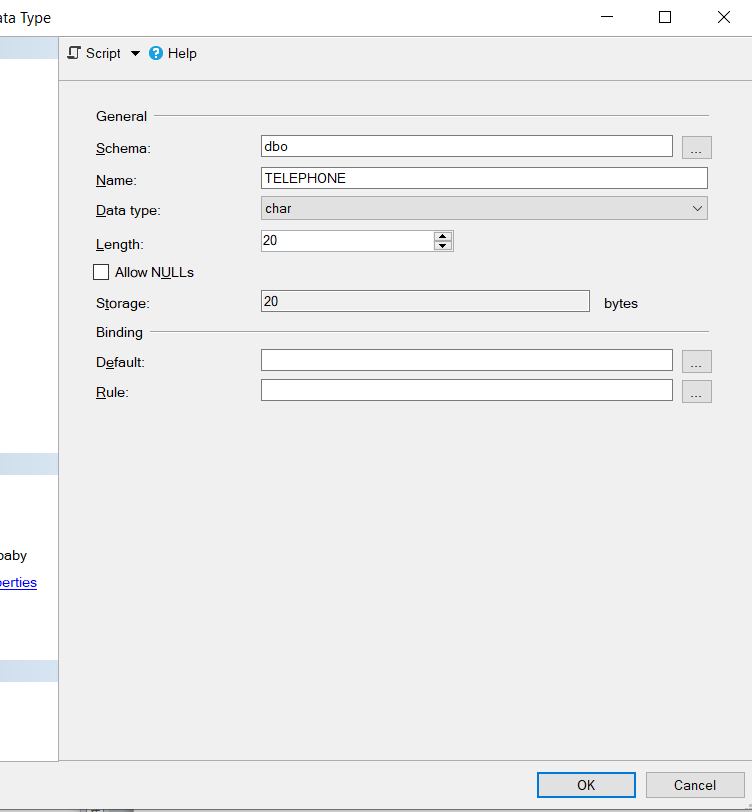 ata Type
Script Help
General
Schema: dbo ...
Name: TELEPHONE
Data type: char
Length: 20
Allow NULLs
Storage: 20 bytes
Binding
Default: ...
Rule: ...
baby
perties
OK Cancel